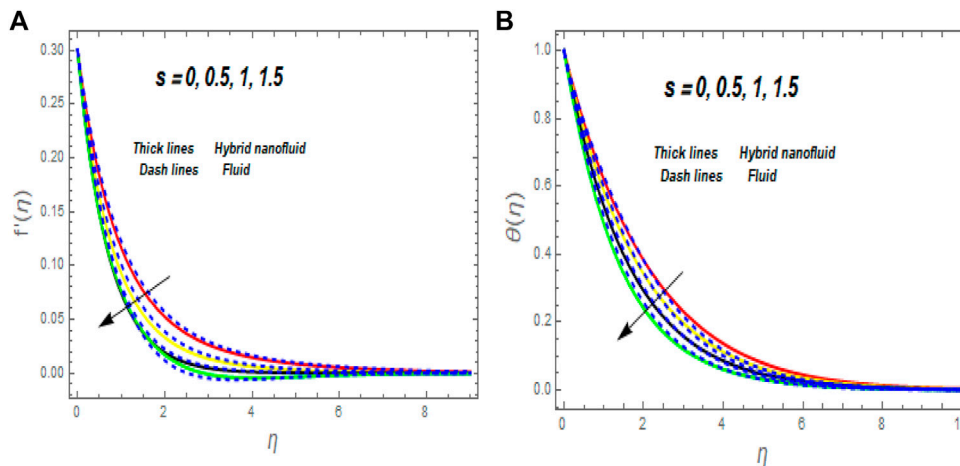 A
s = 0, 0.5, 1, 1.5
Thick lines Hybrid nanofluid
Dash lines Fluid
f'(η)
0.30
0.25
0.20
0.15
0.10
0.05
0.00
0 2 4 6 8
η
B
s = 0, 0.5, 1, 1.5
Thick lines Hybrid nanofluid
Dash lines Fluid
θ(η)
1.0
0.8
0.6
0.4
0.2
0.0
0 2 4 6 8 10
η